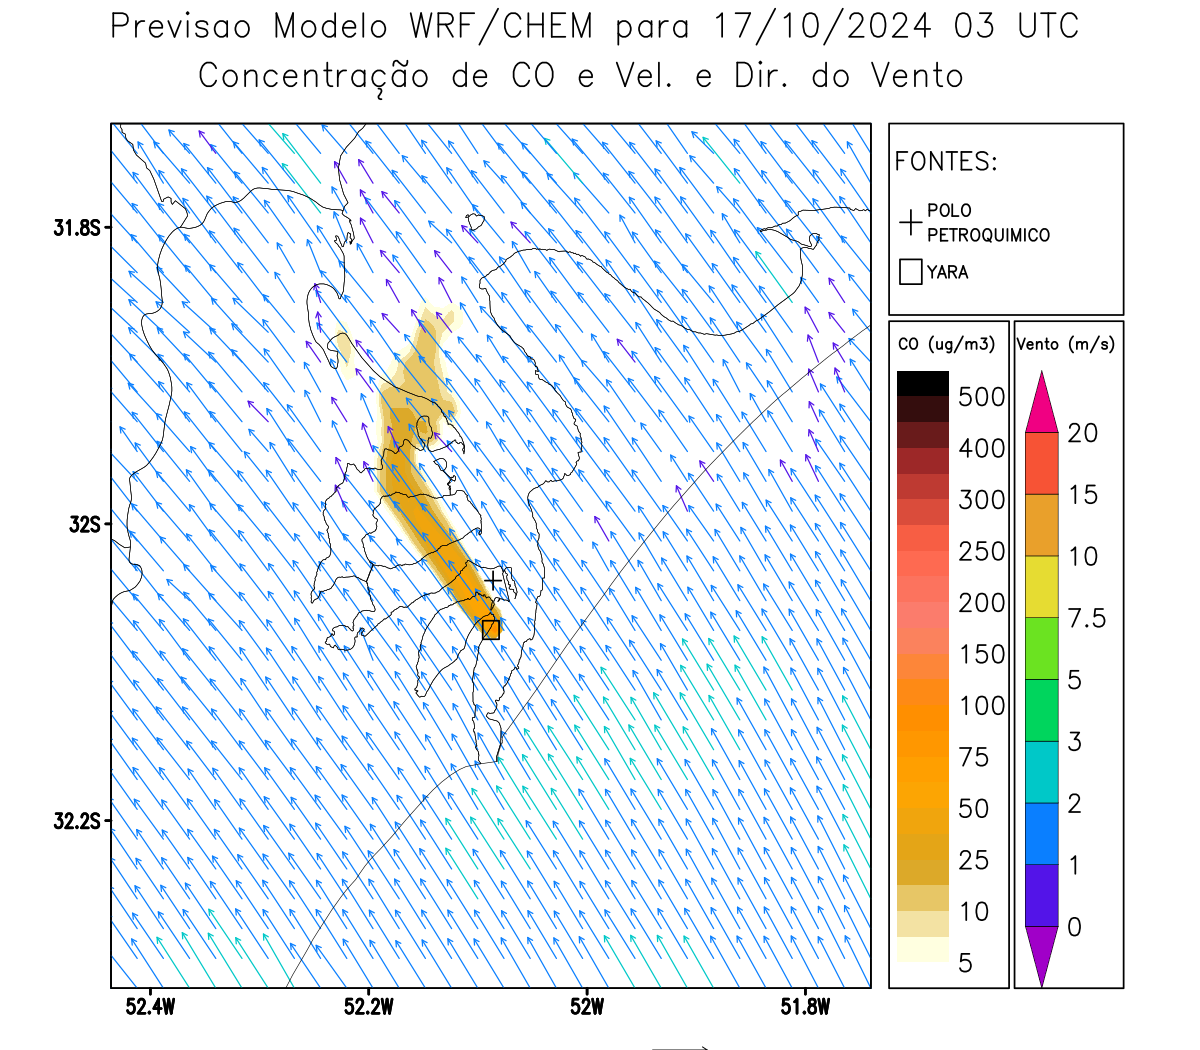 Previsao Modelo WRF/CHEM para 17/10/2024 03 UTC
Concentração de CO e Vel. e Dir. do Vento
FONTES:
POLO
PETROQUIMICO
YARA
31.8S
32S
32.2S
52.4W
52.2W
52W
51.8W
CO (ug/m3)
500
400
300
250
200
150
100
75
50
25
10
5
Vento (m/s)
20
15
10
7.5
5
3
2
1
0